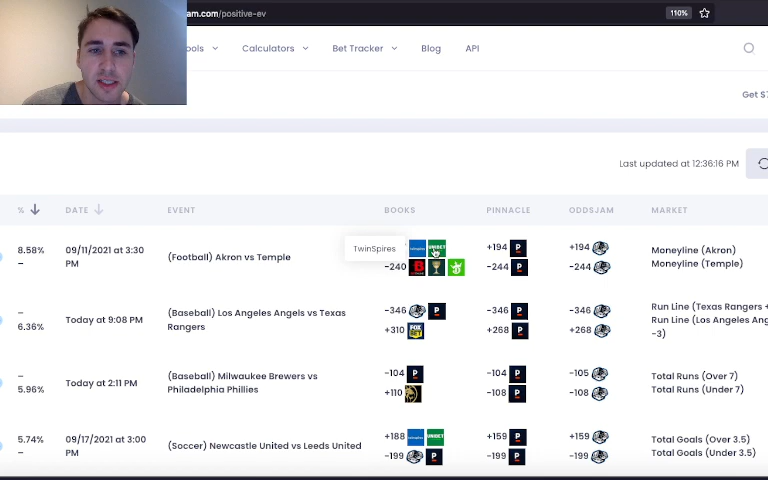 am.com/positive-ev
110%
ools Calculators Bet Tracker Blog API
Get $
Last updated at 12:36:16 PM
% DATE EVENT BOOKS PINNACLE ODDSJAM MARKET
8.58% 09/11/2021 at 3:30 PM (Football) Akron vs Temple TwinSpires UNIBET +194 P +194 Moneyline (Akron)
– -240 -244 P -244 Moneyline (Temple)
– Today at 9:08 PM (Baseball) Los Angeles Angels vs Texas Rangers -346 P -346 P -346 Run Line (Texas Rangers +
6.36% +310 FOX BET +268 P +268 Run Line (Los Angeles Ang
-3)
– Today at 2:11 PM (Baseball) Milwaukee Brewers vs Philadelphia Phillies -104 P -104 P -105 Total Runs (Over 7)
5.96% +110 -108 P -108 Total Runs (Under 7)
5.74% 09/17/2021 at 3:00 PM (Soccer) Newcastle United vs Leeds United +188 UNIBET +159 P +159 Total Goals (Over 3.5)
– -199 P -199 P -199 Total Goals (Under 3.5)